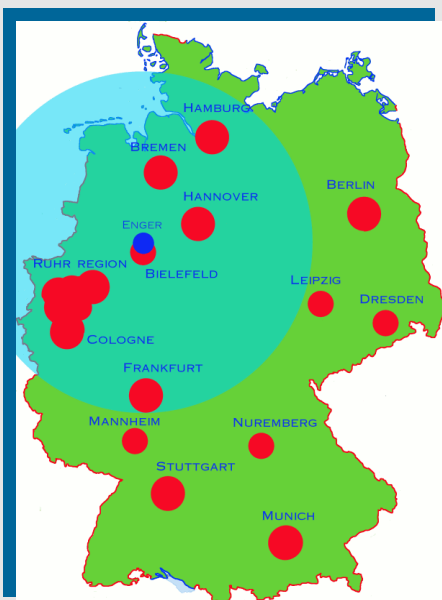 HAMBURG
BREMEN
BERLIN
HANNOVER
ENGER
RUHR REGION
BIELEFELD
LEIPZIG
DRESDEN
COLOGNE
FRANKFURT
MANNHEIM
NUREMBERG
STUTTGART
MUNICH